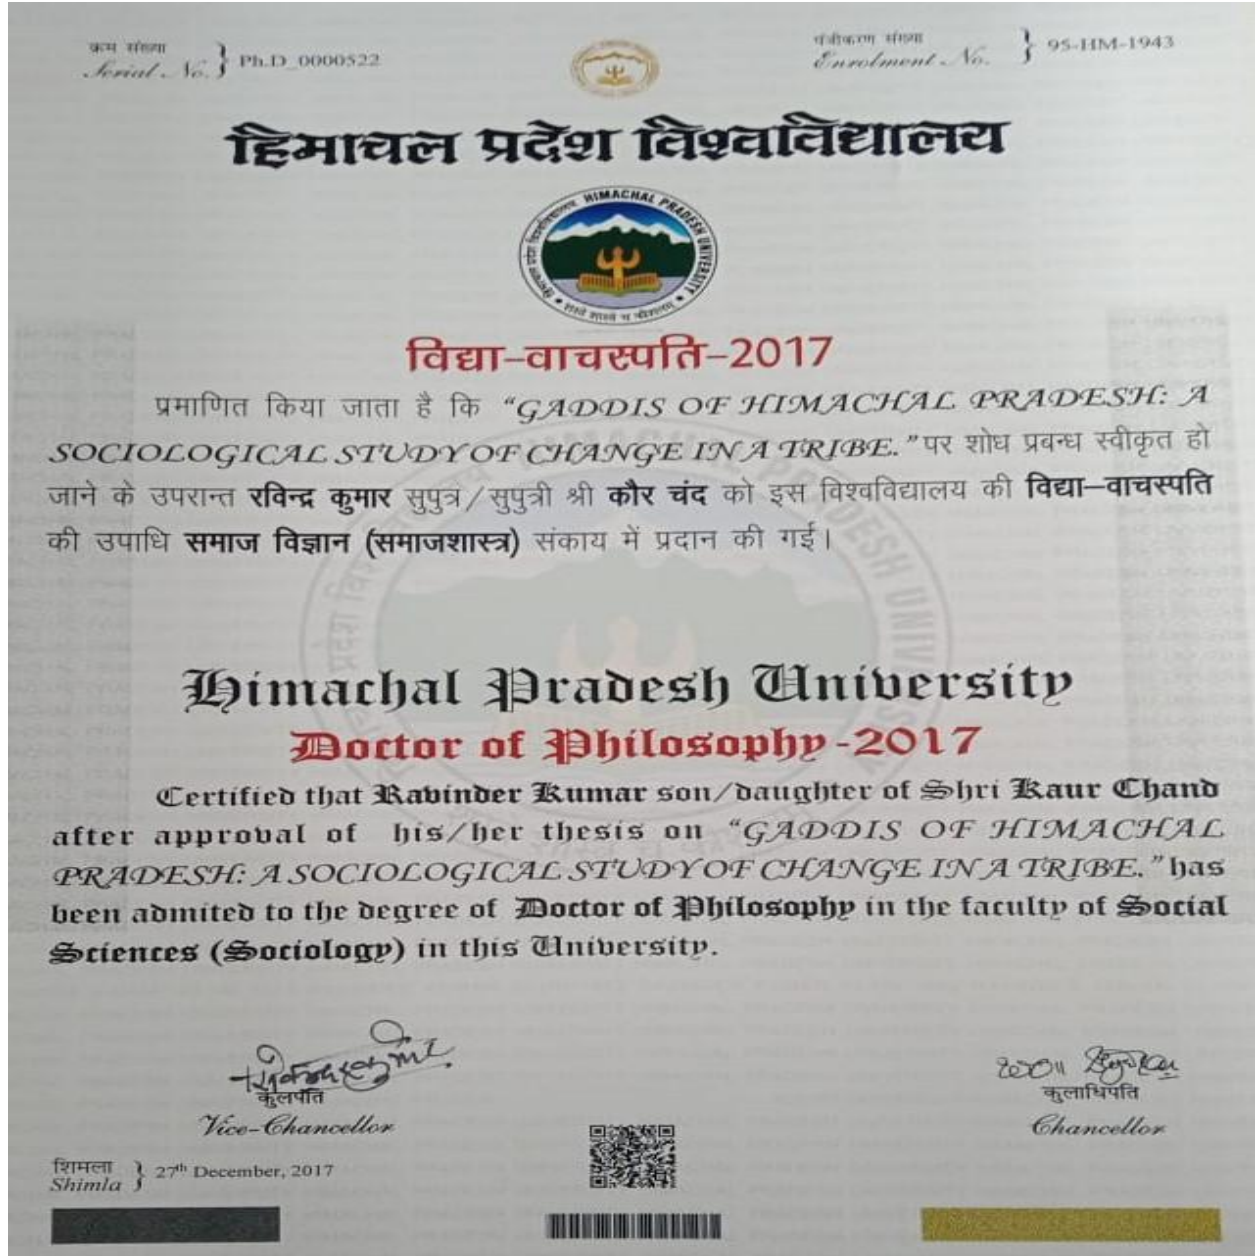 क्रम संख्या
Serial No. } Ph.D_0000522
पंजीकरण संख्या
Enrolment No. } 95-HM-1943
हिमाचल प्रदेश विश्वविद्यालय
हिमाचल प्रदेश विश्वविद्यालय HIMACHAL PRADESH UNIVERSITY
विद्या-वाचस्पति-2017
प्रमाणित किया जाता है कि “GADDIS OF HIMACHAL PRADESH: A
SOCIOLOGICAL STUDY OF CHANGE IN A TRIBE.” पर शोध प्रबन्ध स्वीकृत हो
जाने के उपरान्त रविन्द्र कुमार सुपुत्र/सुपुत्री श्री कौर चंद को इस विश्वविद्यालय की विद्या–वाचस्पति
की उपाधि समाज विज्ञान (समाजशास्त्र) संकाय में प्रदान की गई।
Himachal Pradesh University
Doctor of Philosophy-2017
Certified that Ravinder Kumar son/daughter of Shri Kaur Chand
after approval of his/her thesis on “GADDIS OF HIMACHAL
PRADESH: A SOCIOLOGICAL STUDY OF CHANGE IN A TRIBE.” has
been admited to the degree of Doctor of Philosophy in the faculty of Social
Sciences (Sociology) in this University.
कुलपति
Vice-Chancellor
कुलाधिपति
Chancellor
शिमला
Shimla } 27th December, 2017